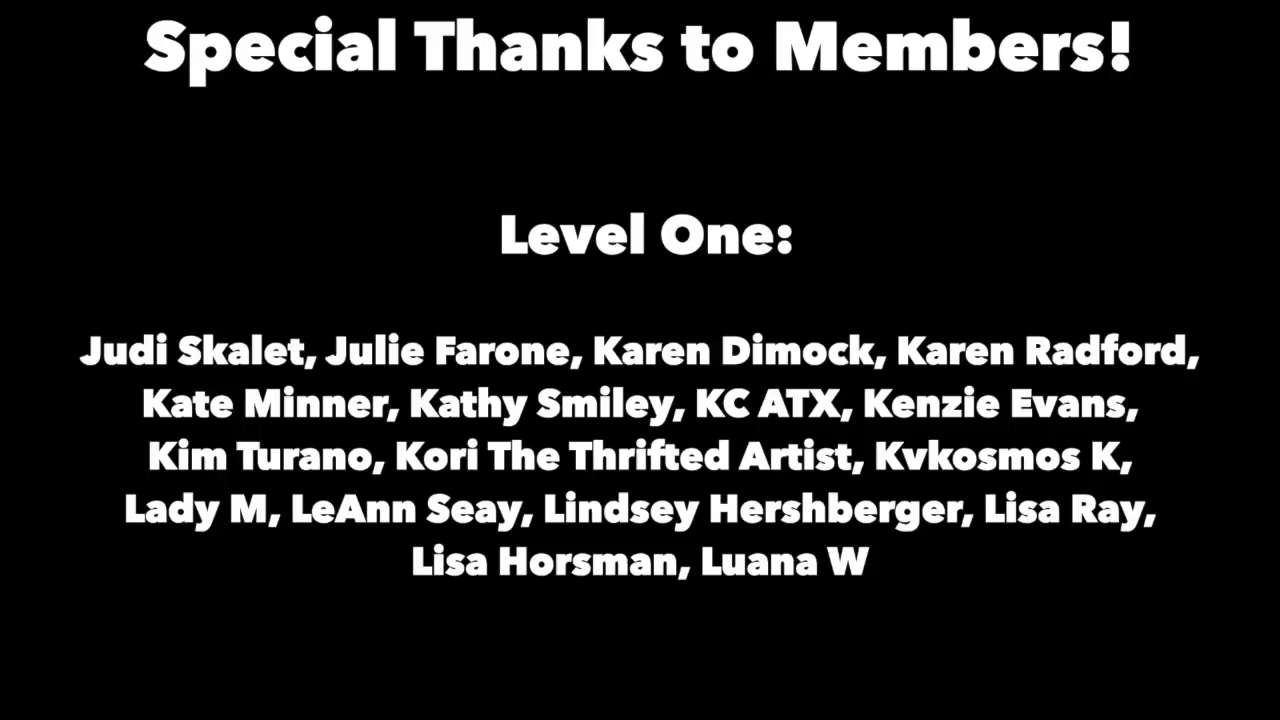 Special Thanks to Members!
Level One:
Judi Skalet, Julie Farone, Karen Dimock, Karen Radford,
Kate Minner, Kathy Smiley, KC ATX, Kenzie Evans,
Kim Turano, Kori The Thrifted Artist, Kvkosmos K,
Lady M, LeAnn Seay, Lindsey Hershberger, Lisa Ray,
Lisa Horsman, Luana W